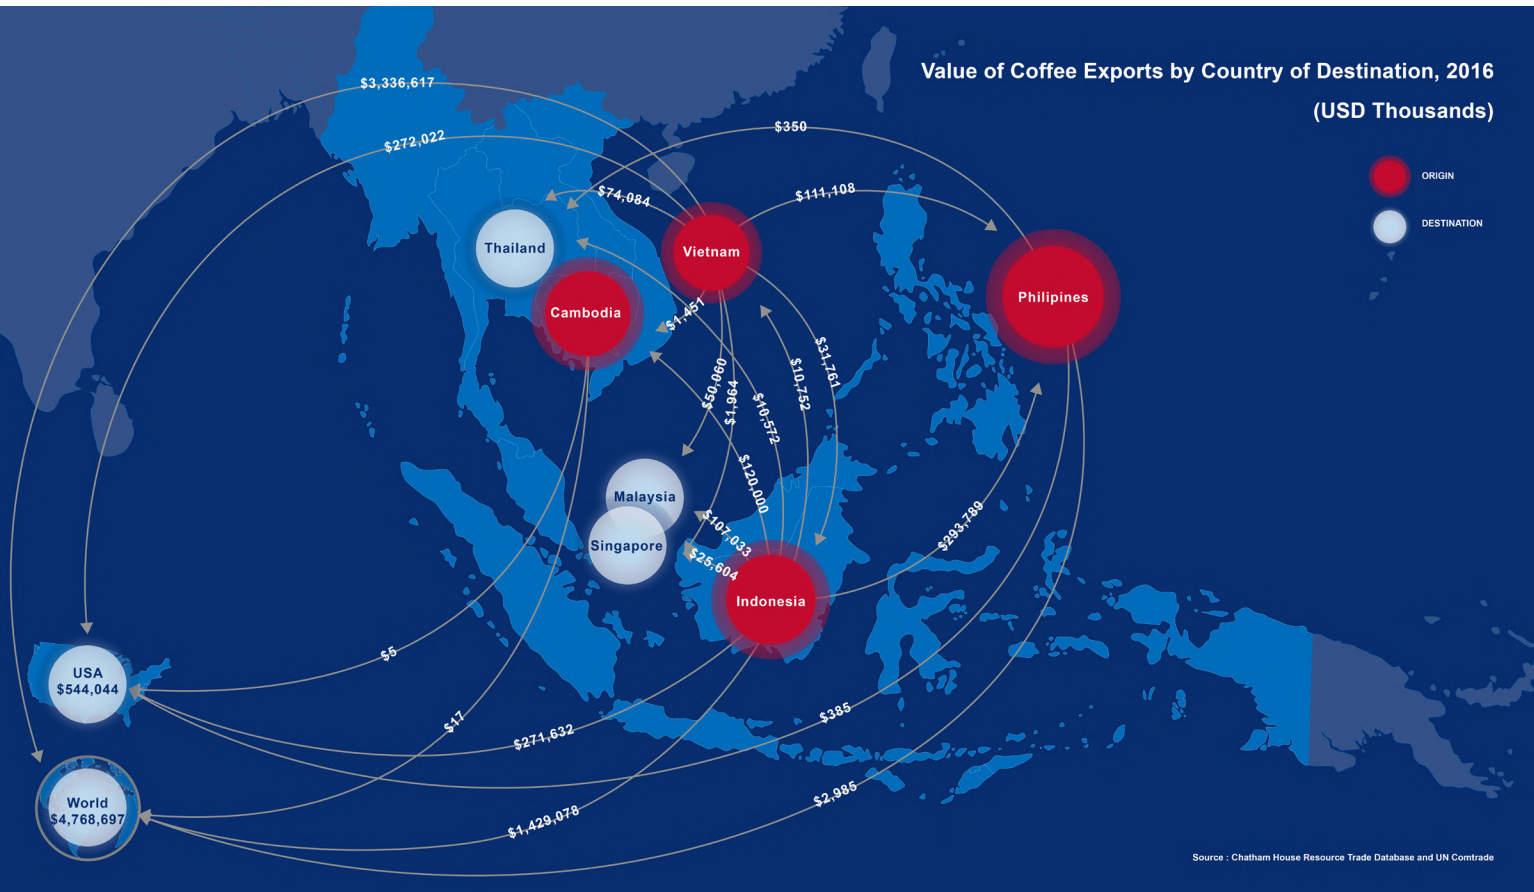 Value of Coffee Exports by Country of Destination, 2016
(USD Thousands)
ORIGIN
DESTINATION
$3,336,617
$272,022
$350
$74,084
$111,108
Thailand
Vietnam
Philipines
Cambodia
$1,451
$50,060
$1,964
$10,572
$10,752
$31,761
$120,000
Malaysia
Singapore
$107,033
$25,604
$293,789
Indonesia
USA
$544,044
$5
$17
$271,632
$385
World
$4,768,697
$1,429,078
$2,985
Source : Chatham House Resource Trade Database and UN Comtrade